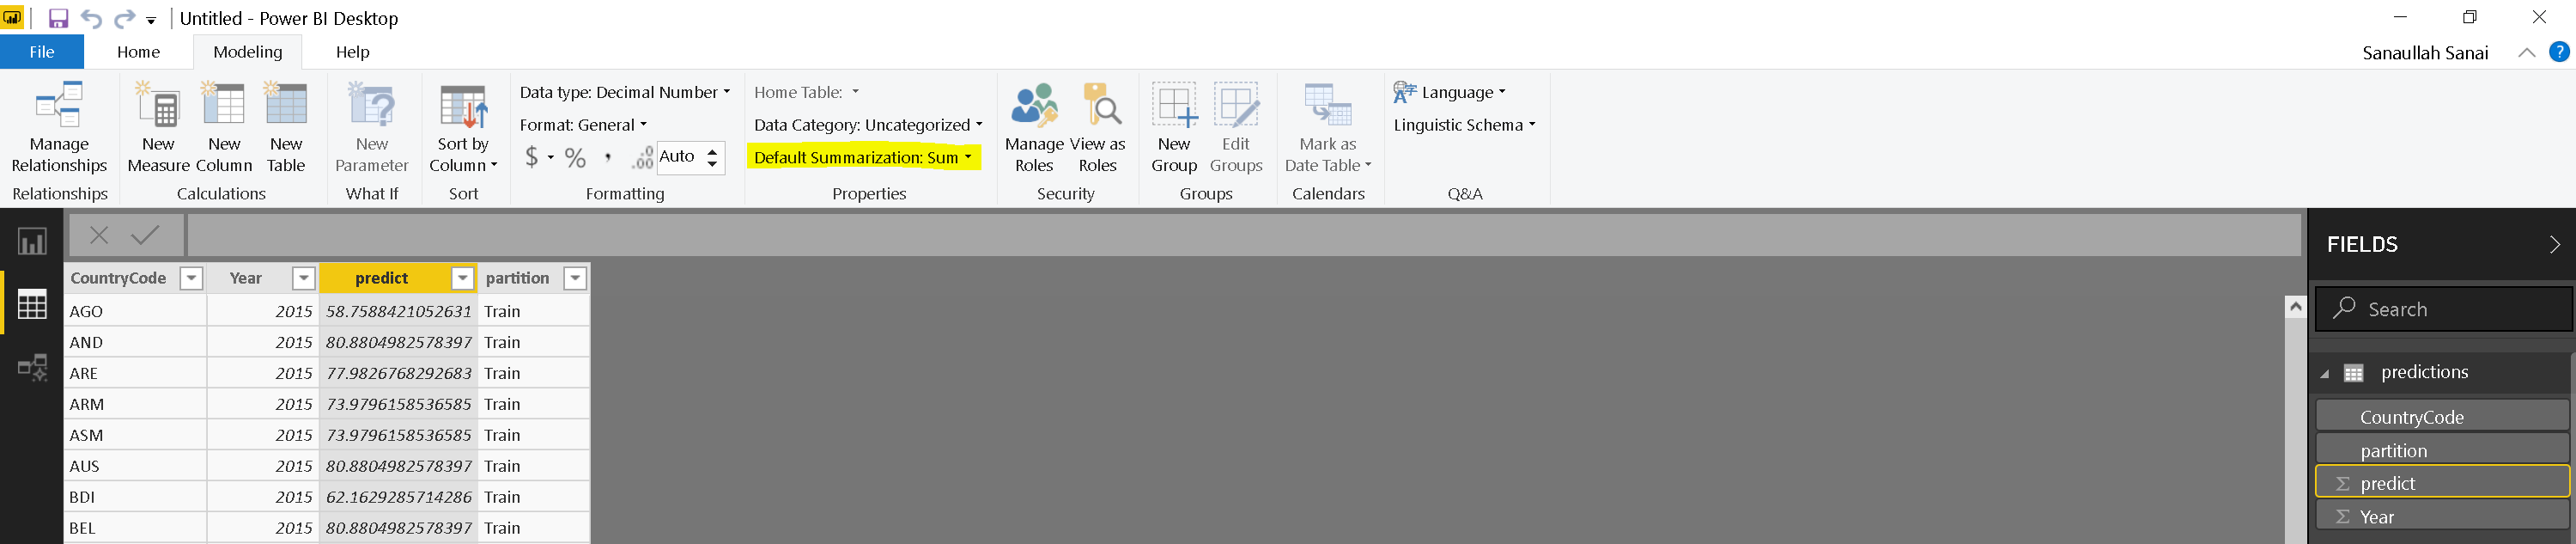 Untitled - Power BI Desktop
File Home Modeling Help Sanaullah Sanai ?
Manage Relationships
New Measure
New Column
New Table
New Parameter
Sort by Column
Data type: Decimal Number
Format: General
$ % , .00 Auto
Home Table:
Data Category: Uncategorized
Default Summarization: Sum
Manage Roles
View as Roles
New Group
Edit Groups
Mark as Date Table
Language
Linguistic Schema
Relationships Calculations What If Sort Formatting Properties Security Groups Calendars Q&A
CountryCode Year predict partition
AGO 2015 58.7588421052631 Train
AND 2015 80.8804982578397 Train
ARE 2015 77.9826768292683 Train
ARM 2015 73.9796158536585 Train
ASM 2015 73.9796158536585 Train
AUS 2015 80.8804982578397 Train
BDI 2015 62.1629285714286 Train
BEL 2015 80.8804982578397 Train
FIELDS
Search
predictions
CountryCode
partition
Σ predict
Σ Year